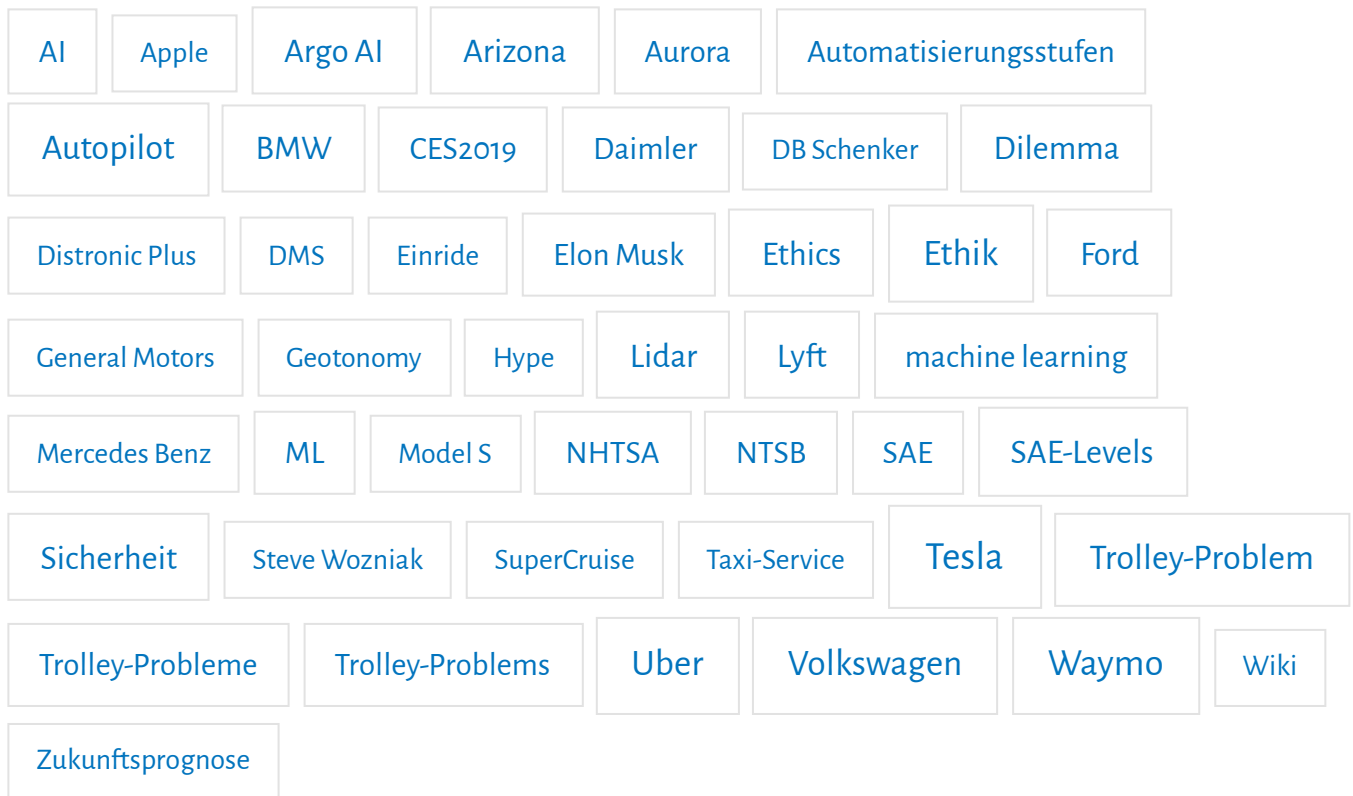 AI Apple Argo AI Arizona Aurora Automatisierungsstufen
Autopilot BMW CES2019 Daimler DB Schenker Dilemma
Distronic Plus DMS Einride Elon Musk Ethics Ethik Ford
General Motors Geotonomy Hype Lidar Lyft machine learning
Mercedes Benz ML Model S NHTSA NTSB SAE SAE-Levels
Sicherheit Steve Wozniak SuperCruise Taxi-Service Tesla Trolley-Problem
Trolley-Probleme Trolley-Problems Uber Volkswagen Waymo Wiki
Zukunftsprognose